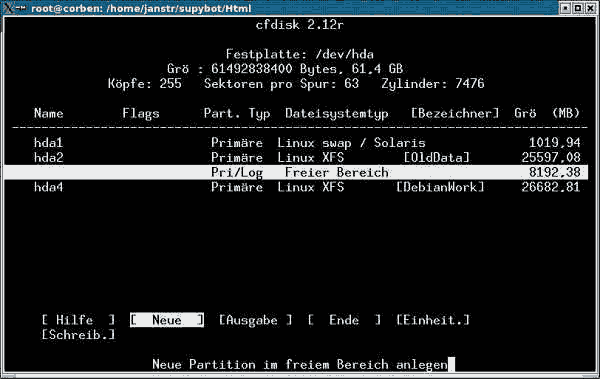 root@corben: /home/janstr/supybot/Html
cfdisk 2.12r
Festplatte: /dev/hda
Grö : 61492838400 Bytes, 61.4 GB
Köpfe: 255 Sektoren pro Spur: 63 Zylinder: 7476
Name Flags Part. Typ Dateisystemtyp [Bezeichner] Grö (MB)
hda1 Primäre Linux swap / Solaris 1019,94
hda2 Primäre Linux XFS [OldData] 25597,08
Pri/Log Freier Bereich 8192,38
hda4 Primäre Linux XFS [DebianWork] 26682,81
[ Hilfe ] [ Neue ] [Ausgabe ] [ Ende ] [Einheit.]
[Schreib.]
Neue Partition im freiem Bereich anlegen